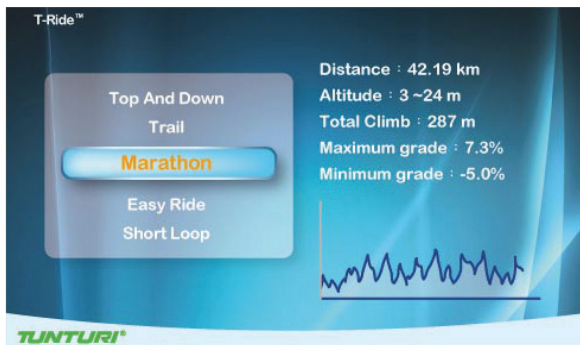 T-Ride™
Top And Down
Trail
Marathon
Easy Ride
Short Loop
Distance : 42.19 km
Altitude : 3 ~24 m
Total Climb : 287 m
Maximum grade : 7.3%
Minimum grade : -5.0%
TUNTURI®